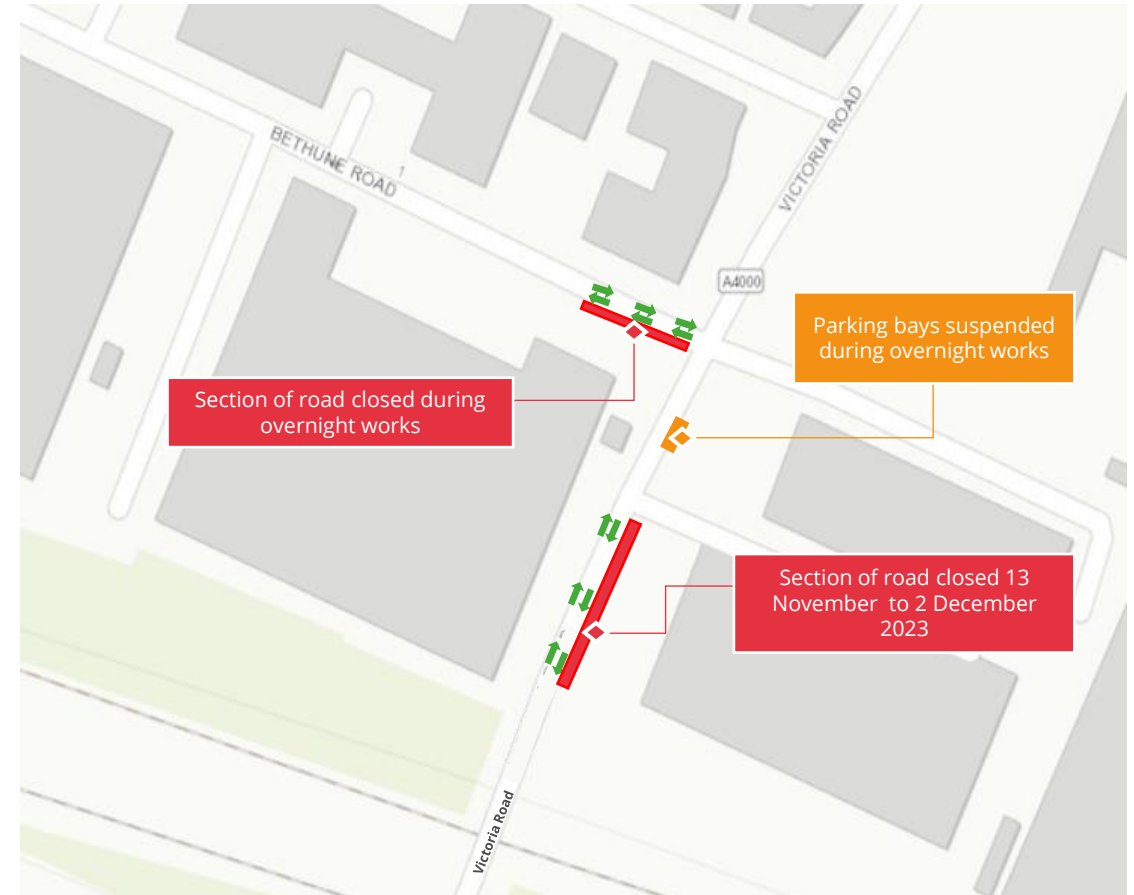 BETHUNE ROAD
1
VICTORIA ROAD
A4000
Parking bays suspended
during overnight works
Section of road closed during
overnight works
Section of road closed 13
November  to 2 December
2023
Victoria Road